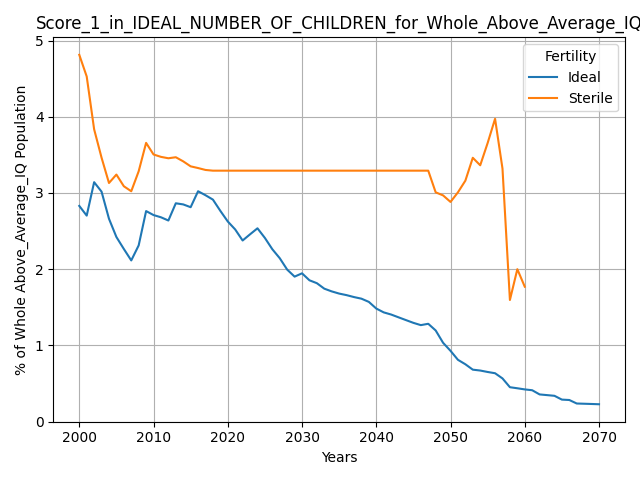 Score_1_in_IDEAL_NUMBER_OF_CHILDREN_for_Whole_Above_Average_IQ
Fertility
Ideal
Sterile
% of Whole Above_Average_IQ Population
5
4
3
2
1
0
2000 2010 2020 2030 2040 2050 2060 2070
Years